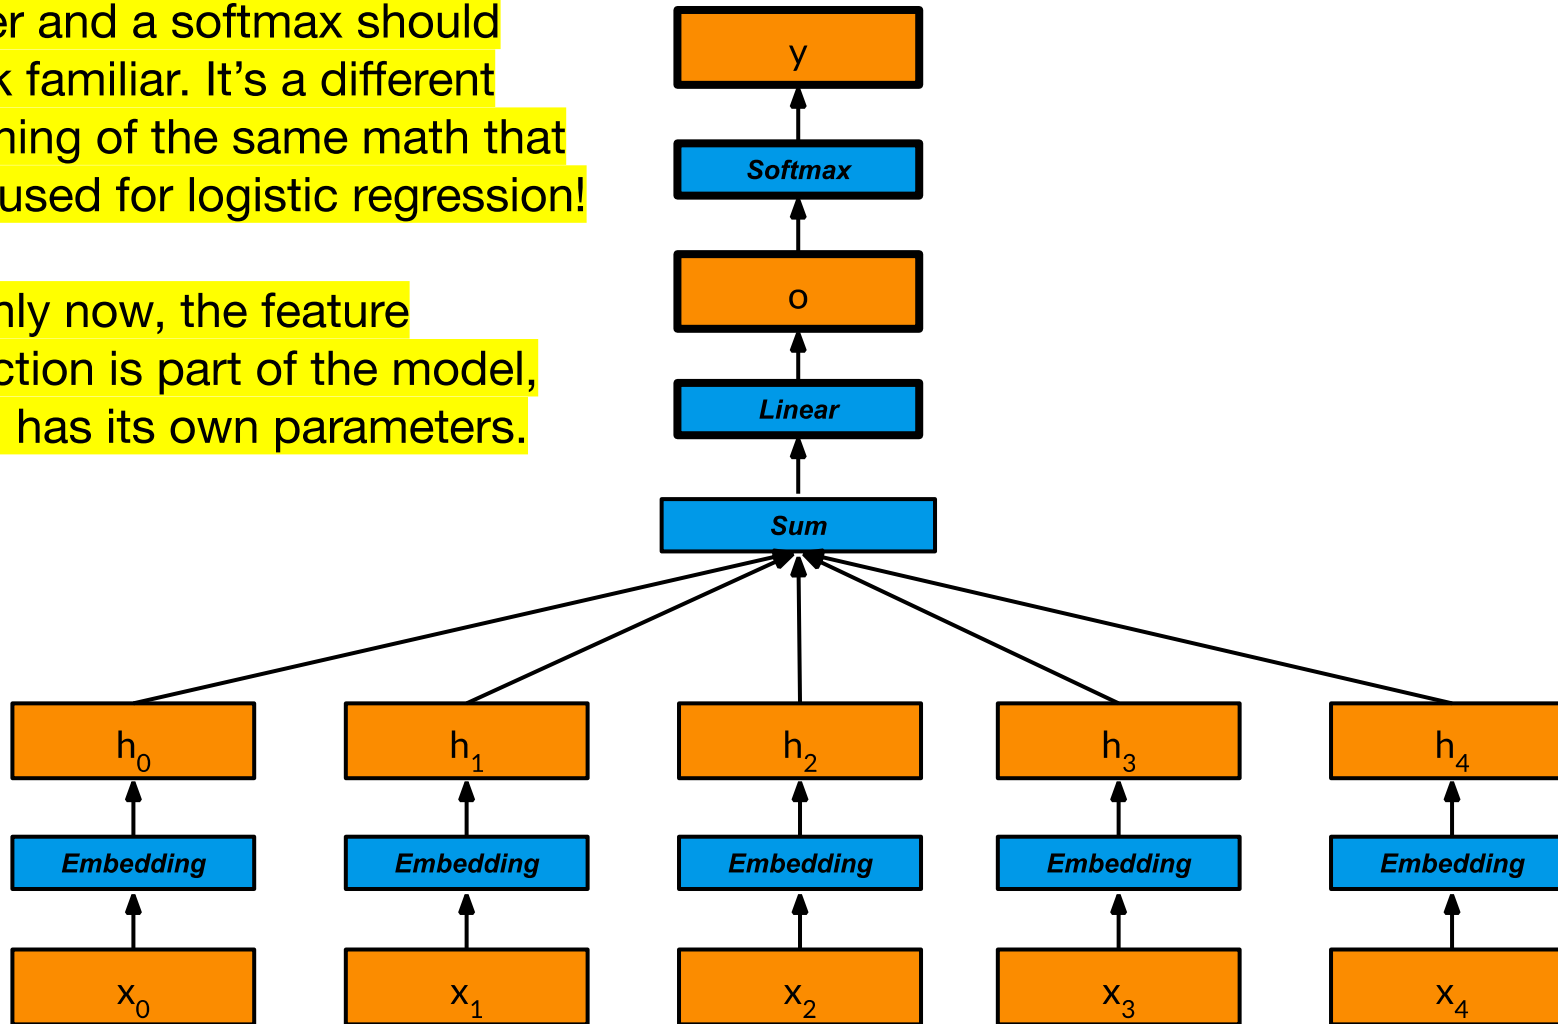 er and a softmax should
k familiar. It’s a different
ning of the same math that
used for logistic regression!
nly now, the feature
ction is part of the model,
has its own parameters.
y
Softmax
o
Linear
Sum
h0 h1 h2 h3 h4
Embedding Embedding Embedding Embedding Embedding
x0 x1 x2 x3 x4